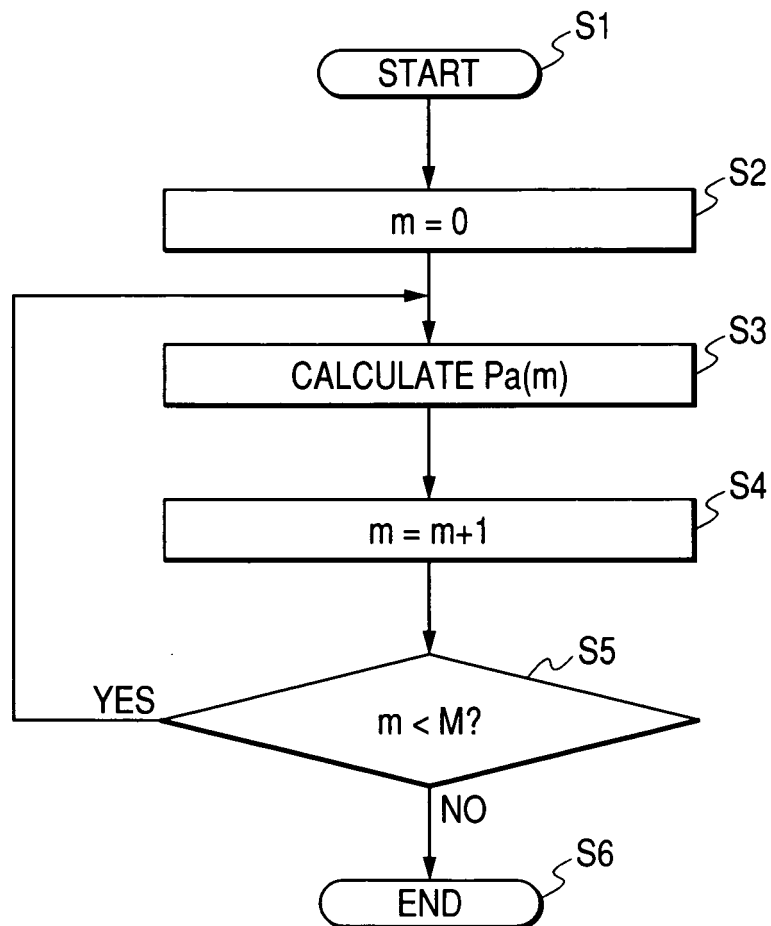 S1
START
S2
m = 0
S3
CALCULATE Pa(m)
S4
m = m+1
S5
YES
m < M?
NO
S6
END